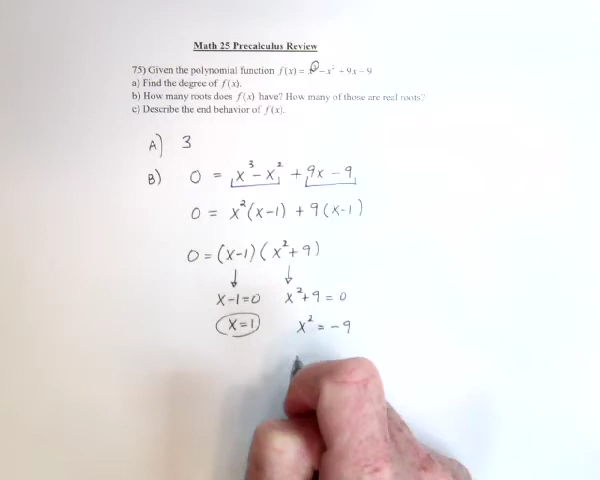 Math 25 Precalculus Review
75) Given the polynomial function f(x) = x³ − x² + 9x − 9
a) Find the degree of f(x).
b) How many roots does f(x) have? How many of those are real roots?
c) Describe the end behavior of f(x).
A) 3
B) 0 = x³ − x² + 9x − 9
0 = x²(x−1) + 9(x−1)
0 = (x−1)(x²+9)
x−1=0 x²+9=0
x=1 x² = −9